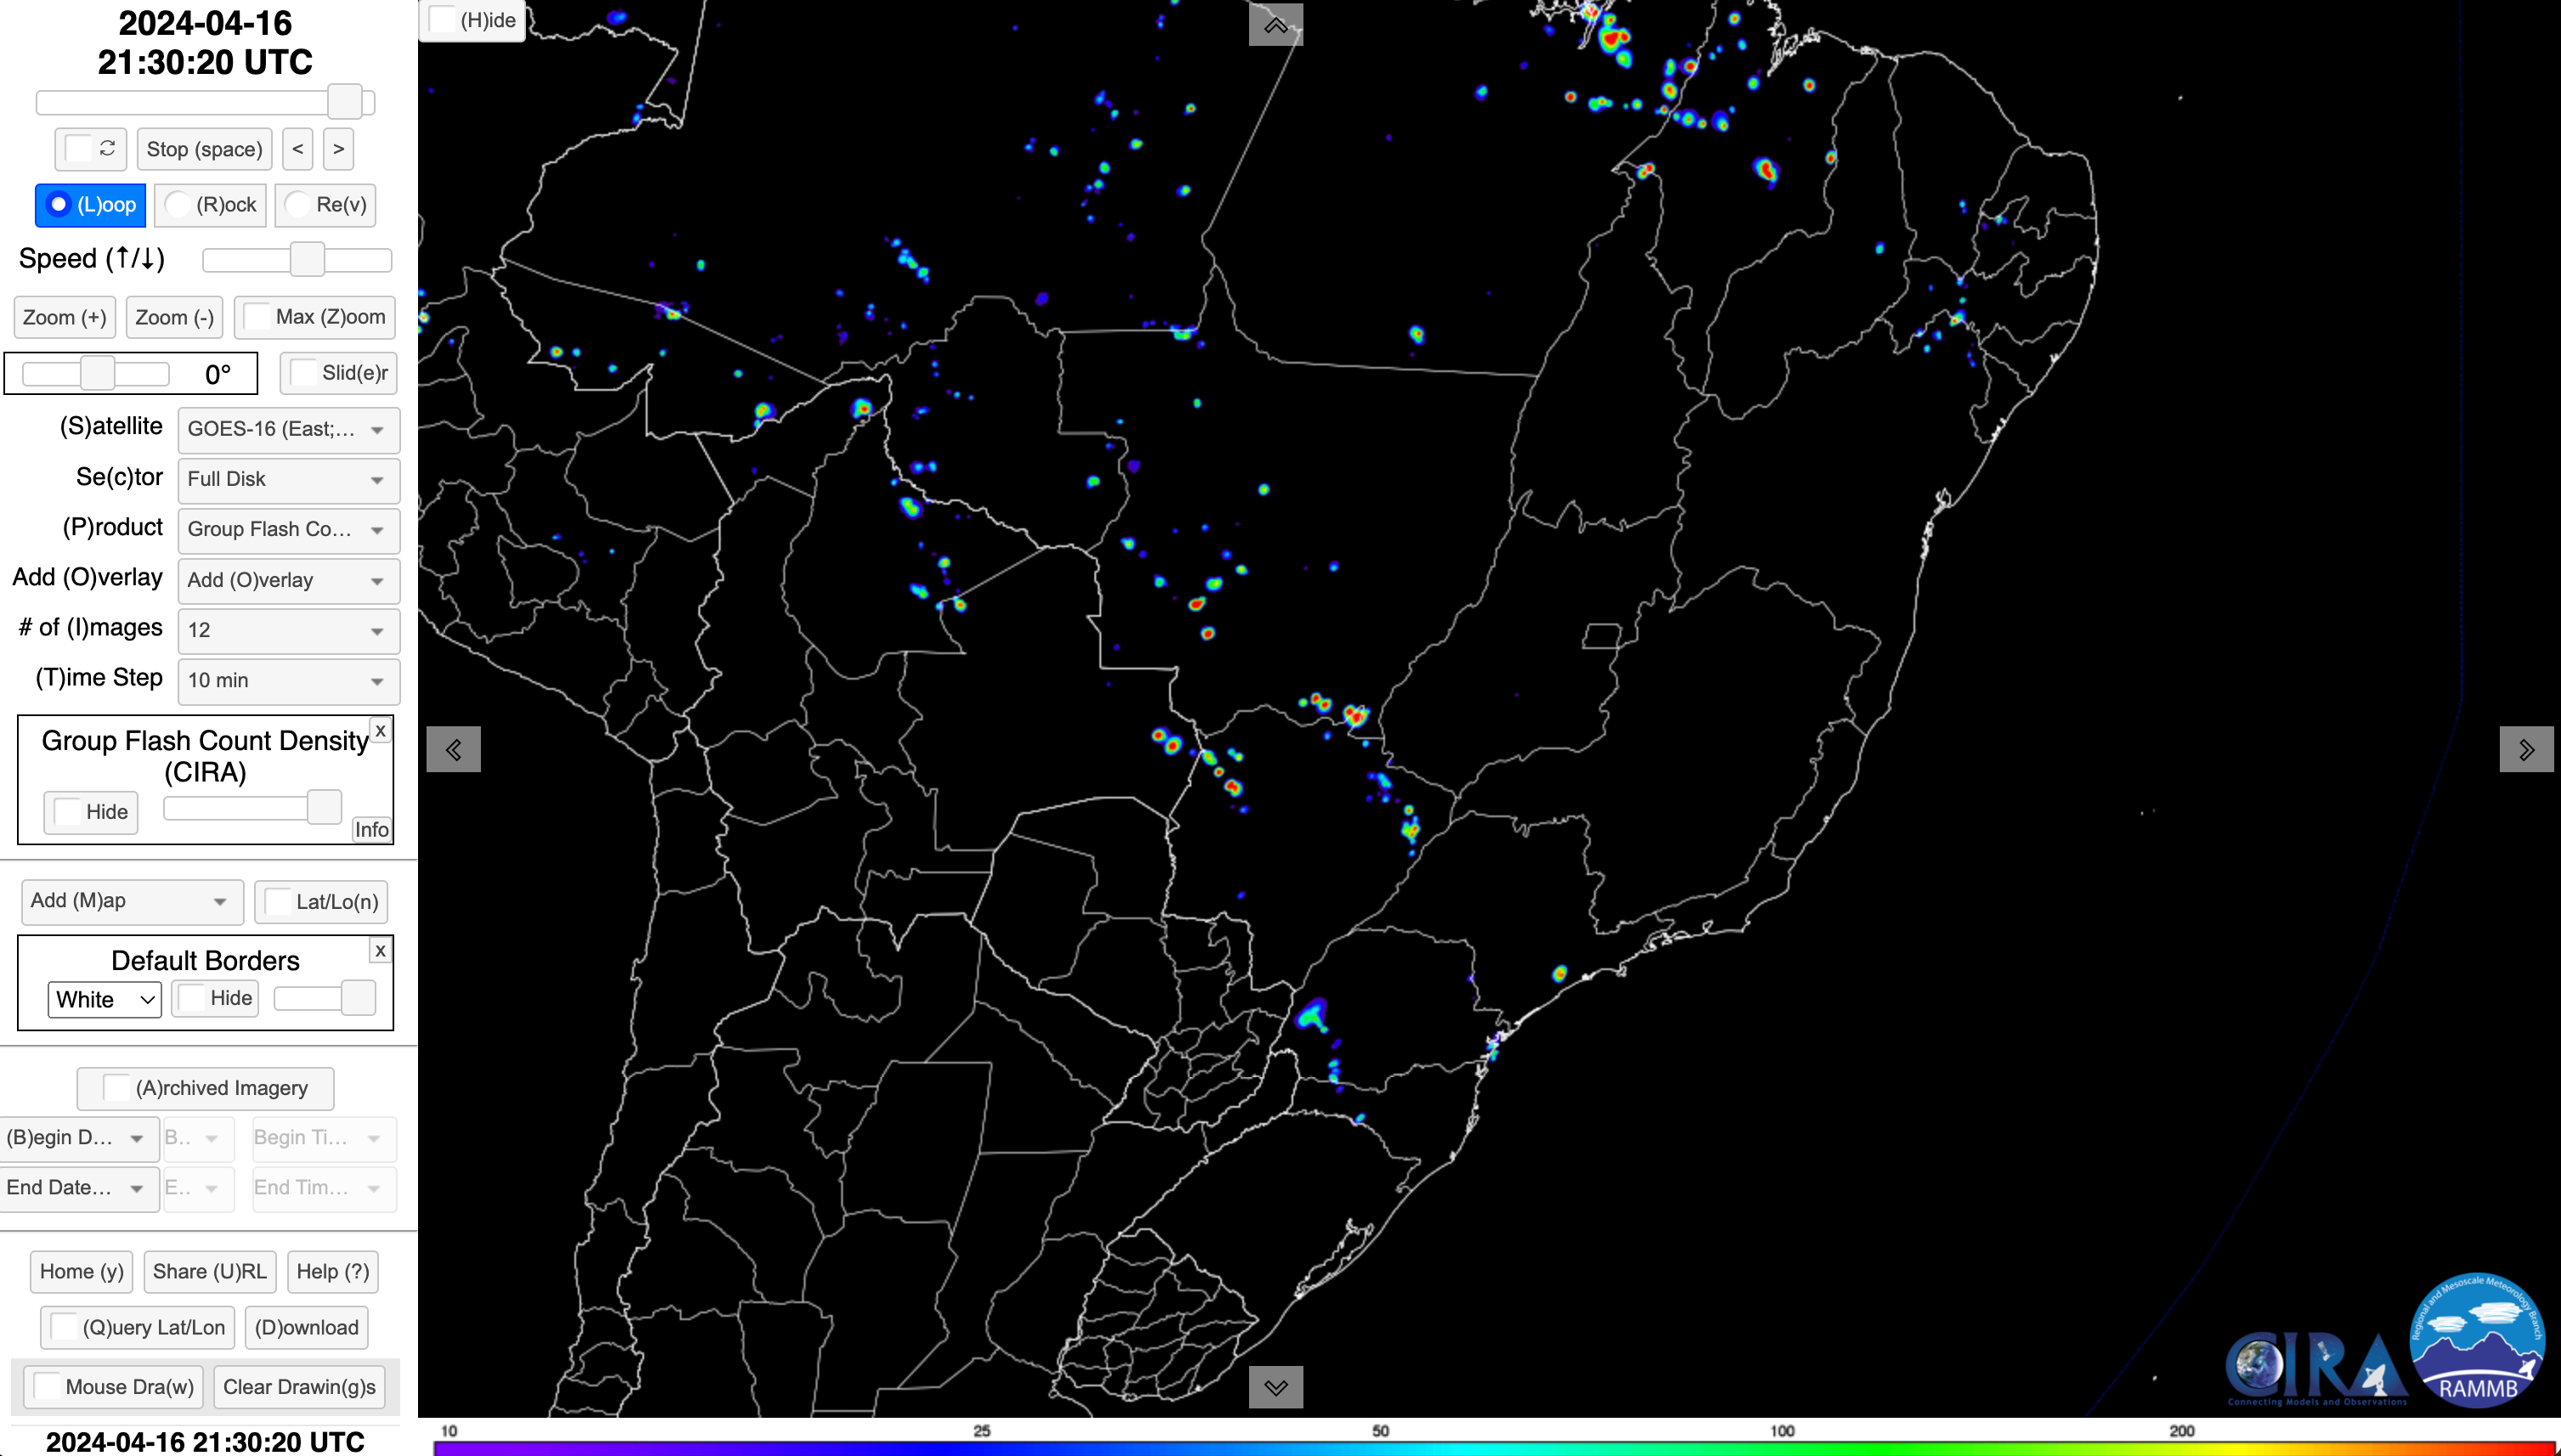 2024-04-16
21:30:20 UTC
Stop (space)
<
>
(L)oop
(R)ock
Re(v)
Speed (↑/↓)
Zoom (+)
Zoom (-)
Max (Z)oom
0°
Slid(e)r
(S)atellite
GOES-16 (East;...
Se(c)tor
Full Disk
(P)roduct
Group Flash Co...
Add (O)verlay
Add (O)verlay
# of (I)mages
12
(T)ime Step
10 min
x
Group Flash Count Density
(CIRA)
Hide
Info
Add (M)ap
Lat/Lo(n)
x
Default Borders
White
Hide
(A)rchived Imagery
(B)egin D...
B..
Begin Ti...
End Date...
E..
End Tim...
Home (y)
Share (U)RL
Help (?)
(Q)uery Lat/Lon
(D)ownload
Mouse Dra(w)
Clear Drawin(g)s
2024-04-16 21:30:20 UTC
(H)ide
CIRA
Connecting Models and Observations
Regional and Mesoscale Meteorology Branch
RAMMB
10
25
50
100
200